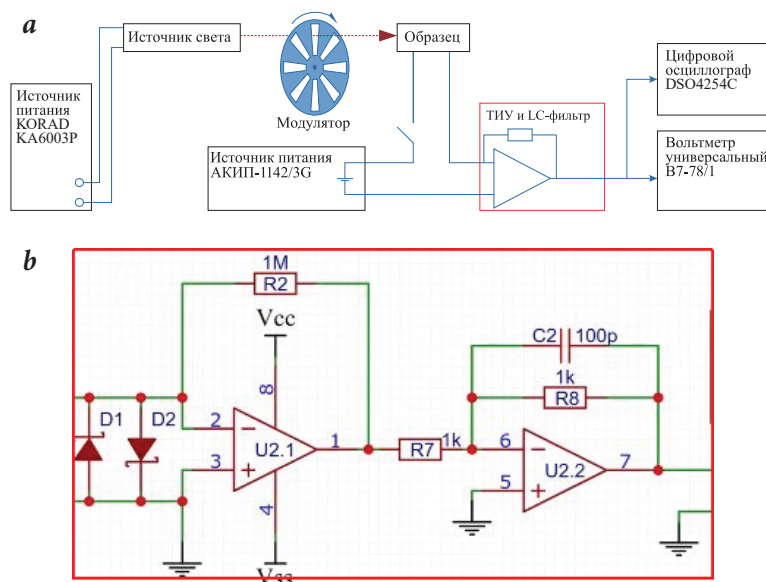 a
Источник света
Образец
Модулятор
Источник
питания
KORAD
KA6003P
Источник питания
АКИП-1142/3G
ТИУ и LC-фильтр
Цифровой
осциллограф
DSO4254C
Вольтметр
универсальный
В7-78/1
b
1M
R2
Vcc
8
D1
D2
2
3
U2.1
1
4
Vss
R7
1k
C2
100p
1k
R8
6
5
U2.2
7